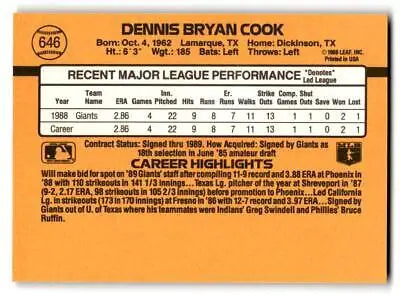 646
DENNIS BRYAN COOK
Born: Oct. 4, 1962 Lamarque, TX Home: Dickinson, TX
Ht: 6'3" Wgt.: 185 Bats: Left Throws: Left
© 1988 LEAF, INC.
Printed in USA
RECENT MAJOR LEAGUE PERFORMANCE
*Denotes
Led League
Team Inn. Er. Strike Comp.
Year Name ERA Games Pitched Hits Runs Runs Walks Outs Games Shut Outs Saves Won Lost
1988 Giants 2.86 4 22 9 8 7 11 13 1 1 0 2 1
Career 2.86 4 22 9 8 7 11 13 1 1 0 2 1
Contract Status: Signed thru 1989. How Acquired: Signed by Giants as
18th selection in June '85 amateur draft
CAREER HIGHLIGHTS
Will make bid for spot on '89 Giants' staff after compiling 11-9 record and 3.88 ERA at Phoenix in
'88 with 110 strikeouts in 141 1/3 innings...Texas Lg. pitcher of the year at Shreveport in '87
(9-2, 2.17 ERA, 98 strikeouts in 106 innings) before promotion to Phoenix...Led California Lg. in
strikeouts (173 in 170 innings) at Fresno in '86 with 12-7 record and 3.97 ERA...Signed by
Giants out of U. of Texas where his teammates were Indians' Greg Swindell and Phillies' Bruce
Ruffin.